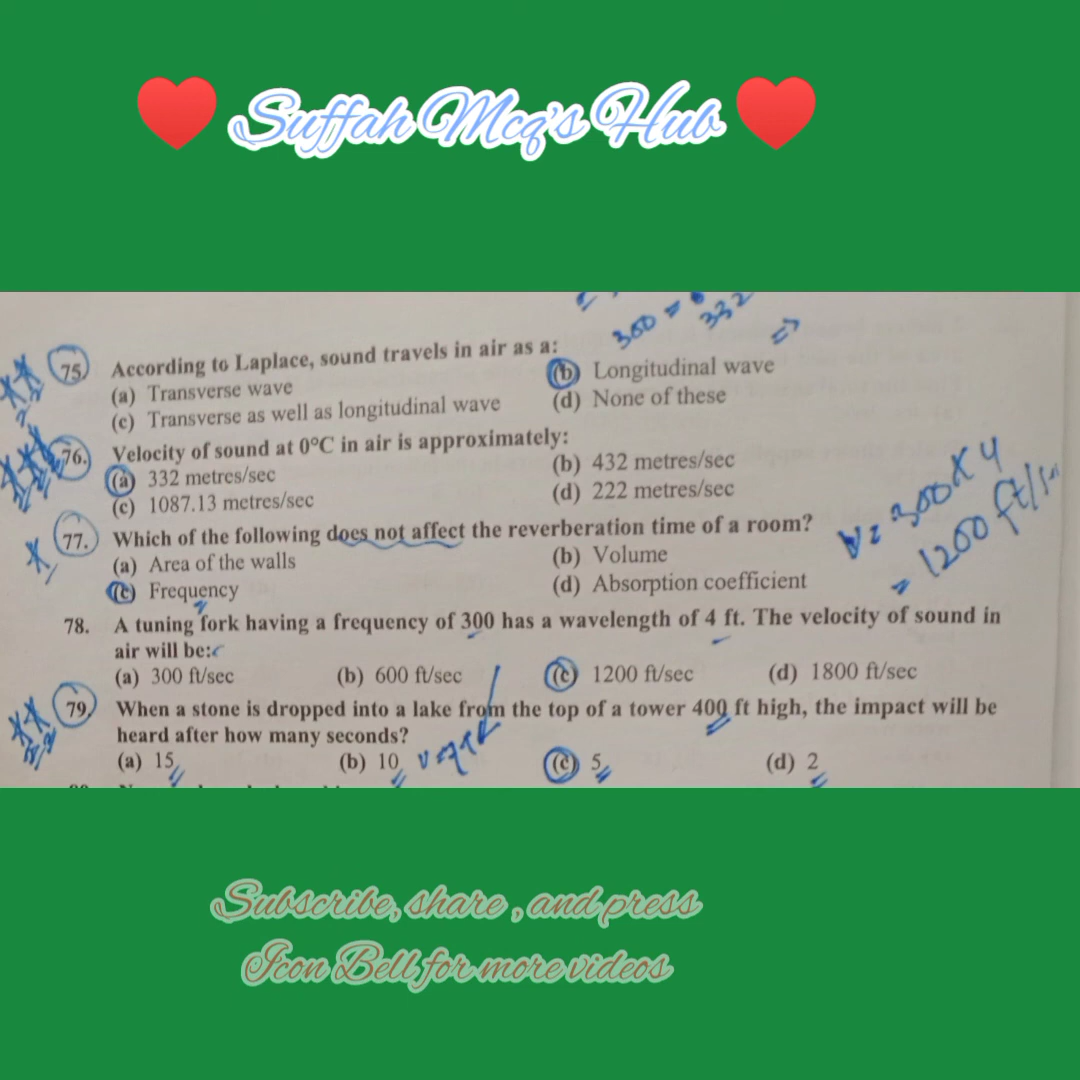 Suffah Mcq's Hub
300 =
332
=>
75. According to Laplace, sound travels in air as a:
(a) Transverse wave (b) Longitudinal wave
(c) Transverse as well as longitudinal wave (d) None of these
76. Velocity of sound at 0°C in air is approximately:
(a) 332 metres/sec (b) 432 metres/sec
(c) 1087.13 metres/sec (d) 222 metres/sec
77. Which of the following does not affect the reverberation time of a room?
(a) Area of the walls (b) Volume
(c) Frequency (d) Absorption coefficient
V = 300 X 4
= 1200 ft/
78. A tuning fork having a frequency of 300 has a wavelength of 4 ft. The velocity of sound in
air will be:
(a) 300 ft/sec (b) 600 ft/sec (c) 1200 ft/sec (d) 1800 ft/sec
79. When a stone is dropped into a lake from the top of a tower 400 ft high, the impact will be
heard after how many seconds?
(a) 15 (b) 10 (c) 5 (d) 2
Subscribe, share , and press
Icon Bell for more videos